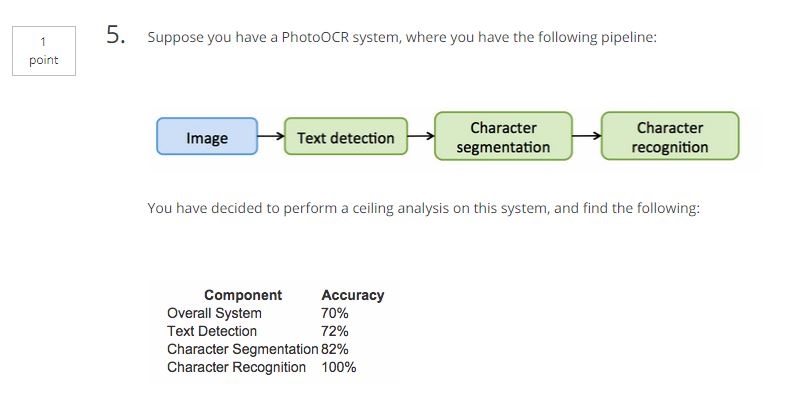 1
point
5. Suppose you have a PhotoOCR system, where you have the following pipeline:
Image
Text detection
Character
segmentation
Character
recognition
You have decided to perform a ceiling analysis on this system, and find the following:
Component Accuracy
Overall System 70%
Text Detection 72%
Character Segmentation 82%
Character Recognition 100%